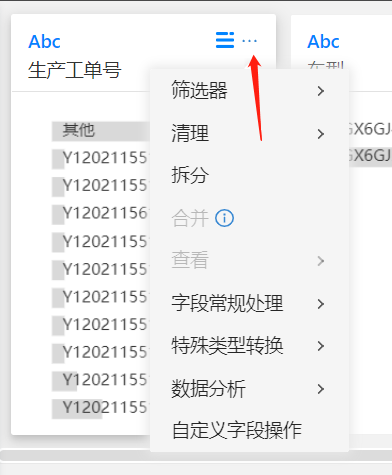 Abc
Abc
生产工单号
车型
筛选器
清理
拆分
合并
查看
字段常规处理
特殊类型转换
数据分析
自定义字段操作
其他
Y12021155
Y12021155
Y12021156
Y12021155
Y12021155
Y12021155
Y12021155
Y12021155
Y12021155
Y12021155
GX6GJ
GX6GJ